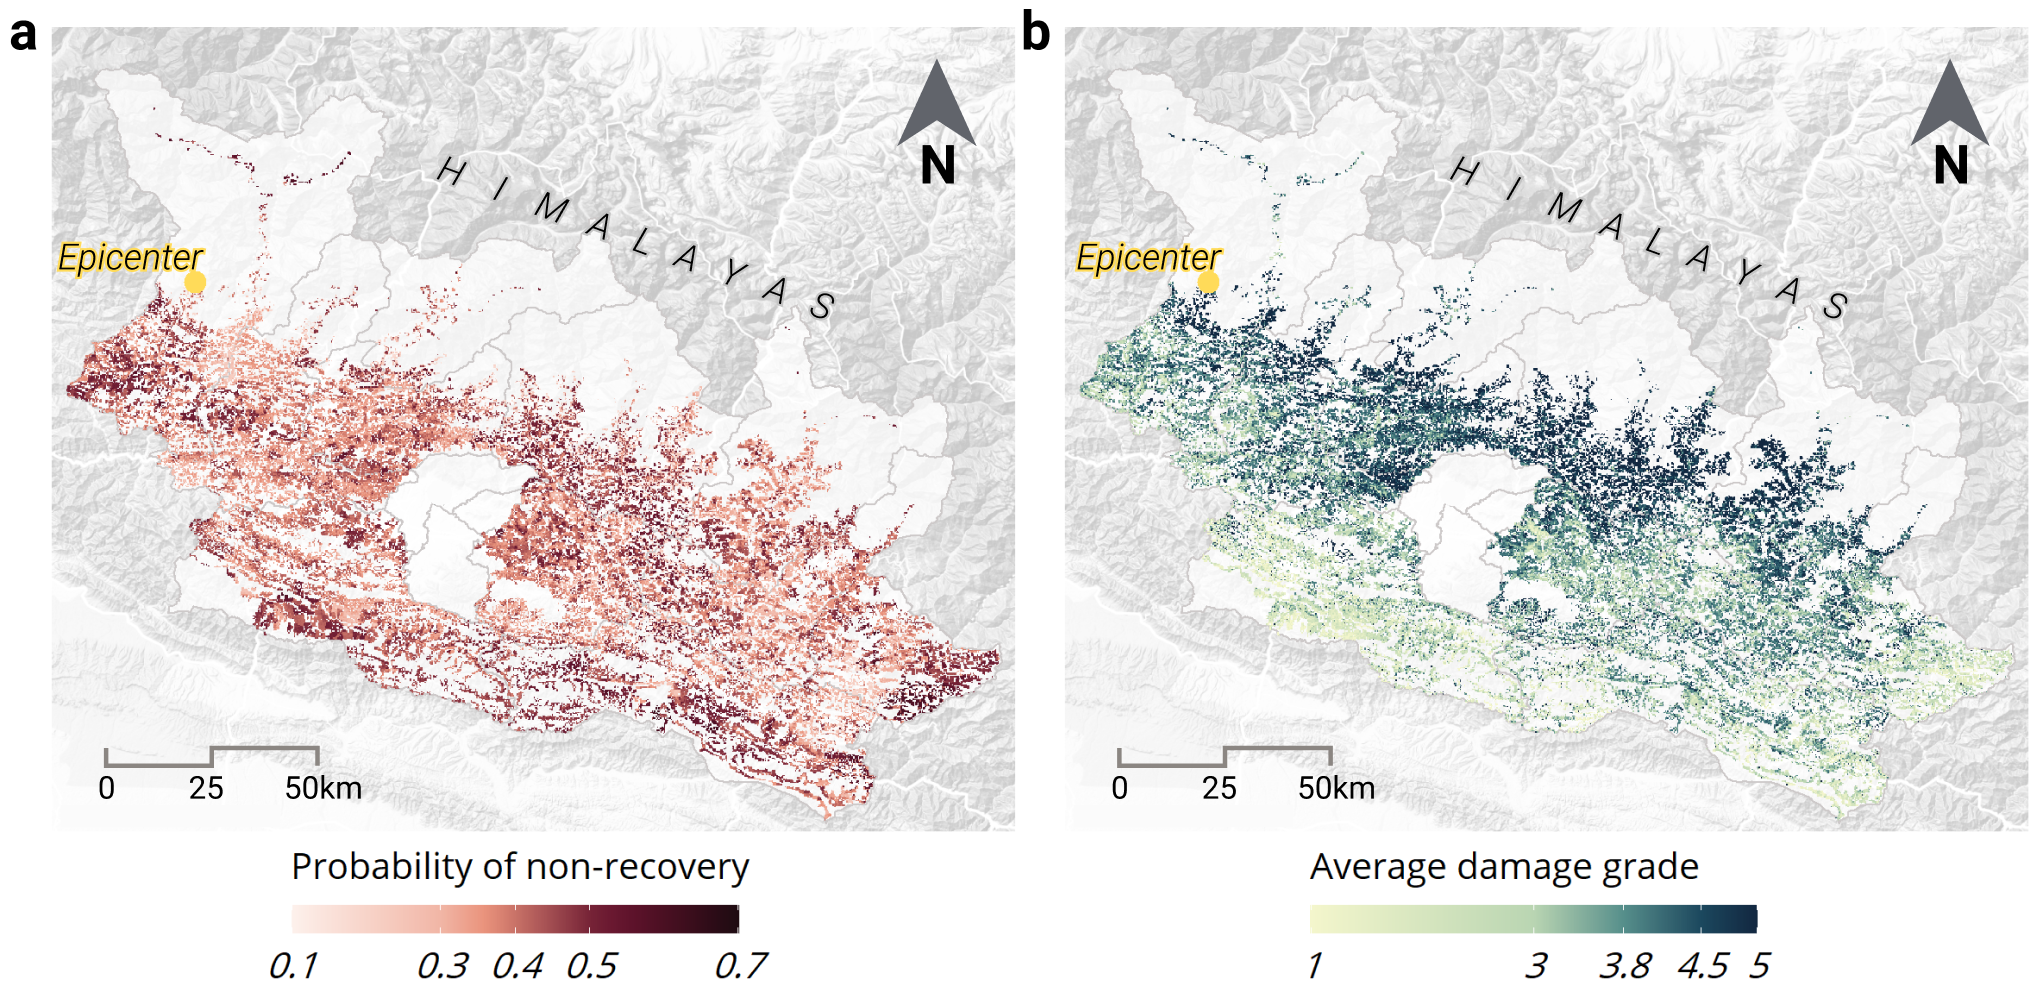 a
N
HIMALAYAS
Epicenter
0 25 50km
Probability of non-recovery
0.1 0.3 0.4 0.5 0.7
b
N
HIMALAYAS
Epicenter
0 25 50km
Average damage grade
1 3 3.8 4.5 5